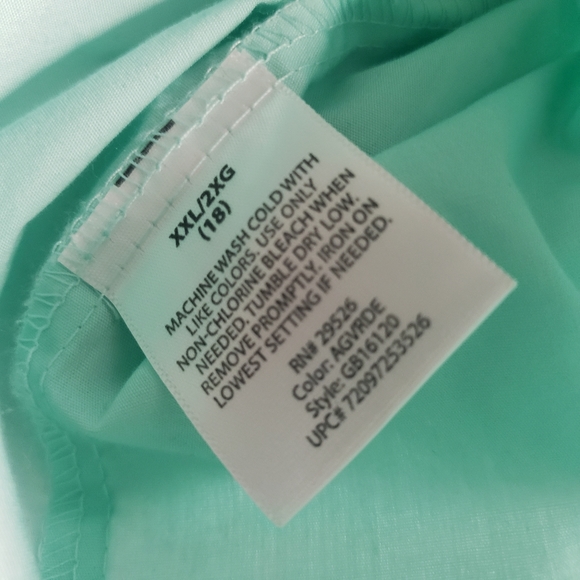 XXL/2XG
(18)
MACHINE WASH COLD WITH
LIKE COLORS. USE ONLY
NON-CHLORINE BLEACH WHEN
NEEDED. TUMBLE DRY LOW.
REMOVE PROMPTLY. IRON ON
LOWEST SETTING IF NEEDED.
RN# 29526
Color: AGVRDE
Style: GB16120
UPC# 72097253526